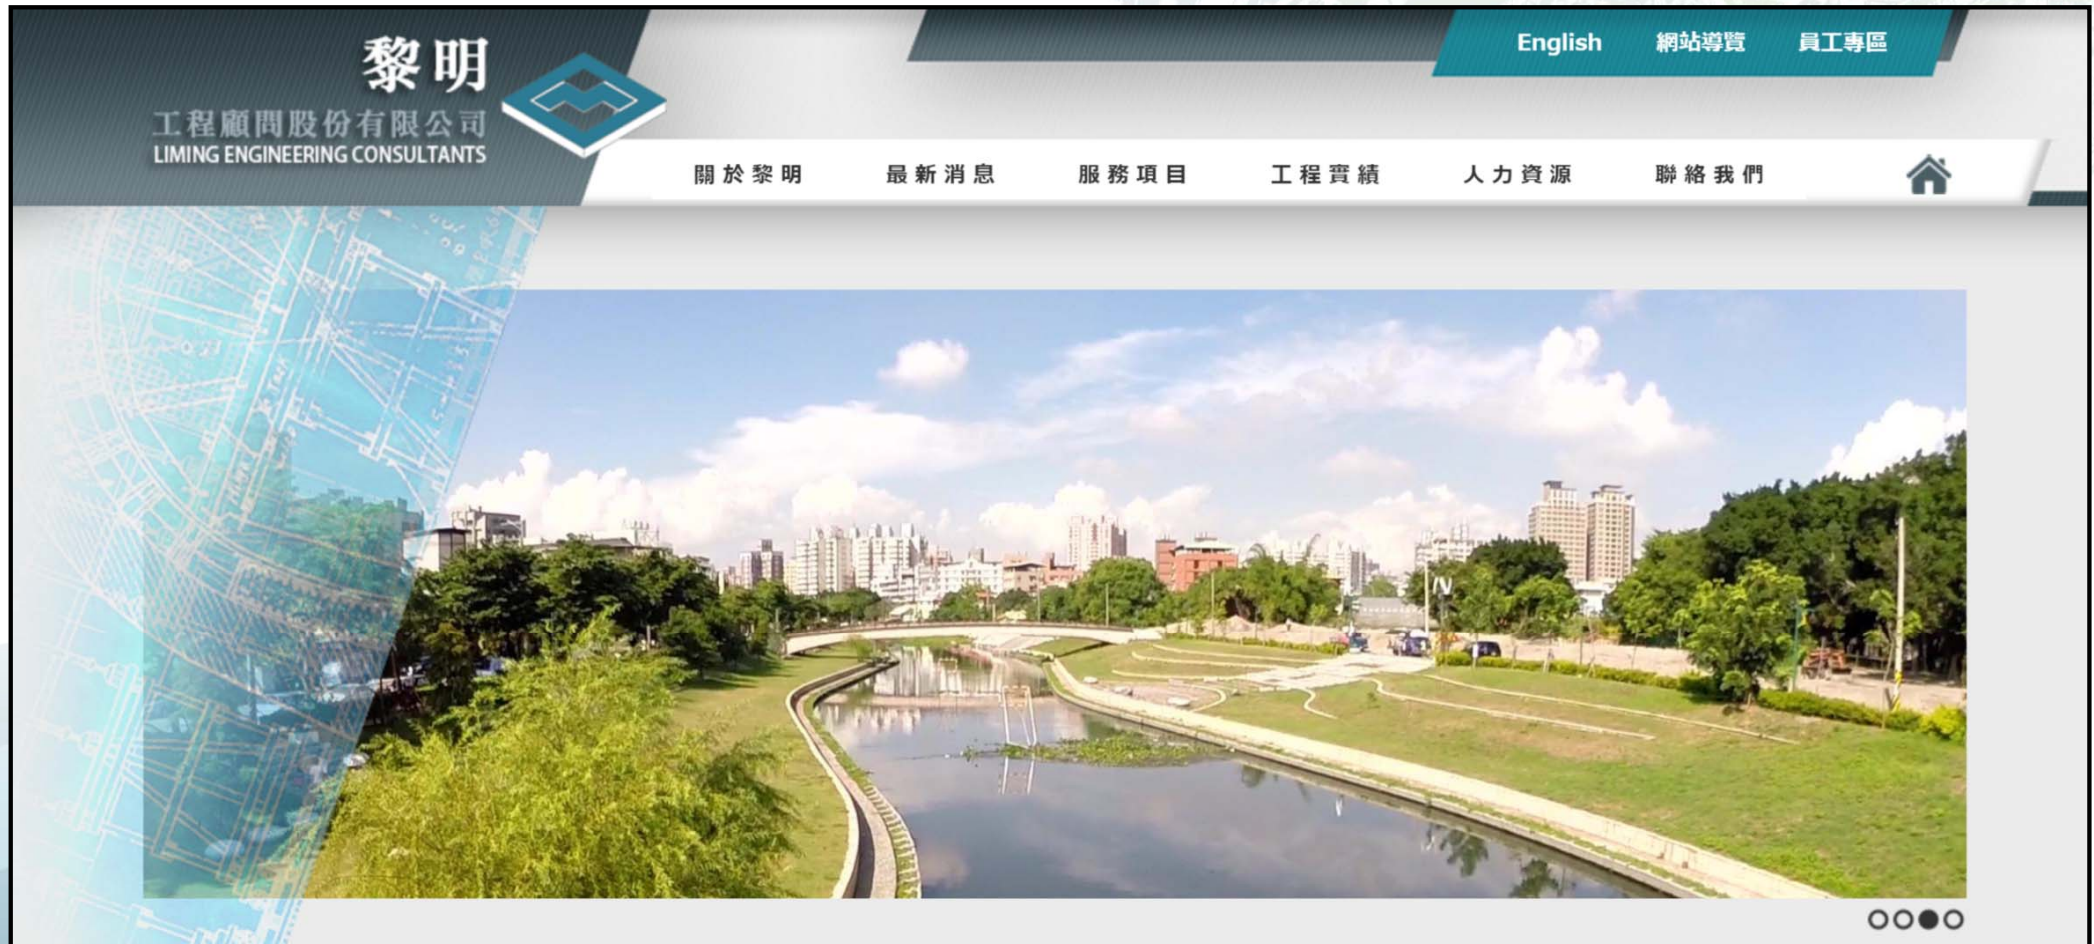 黎明
工程顧問股份有限公司
LIMING ENGINEERING CONSULTANTS
English 網站導覽 員工專區
關於黎明 最新消息 服務項目 工程實績 人力資源 聯絡我們